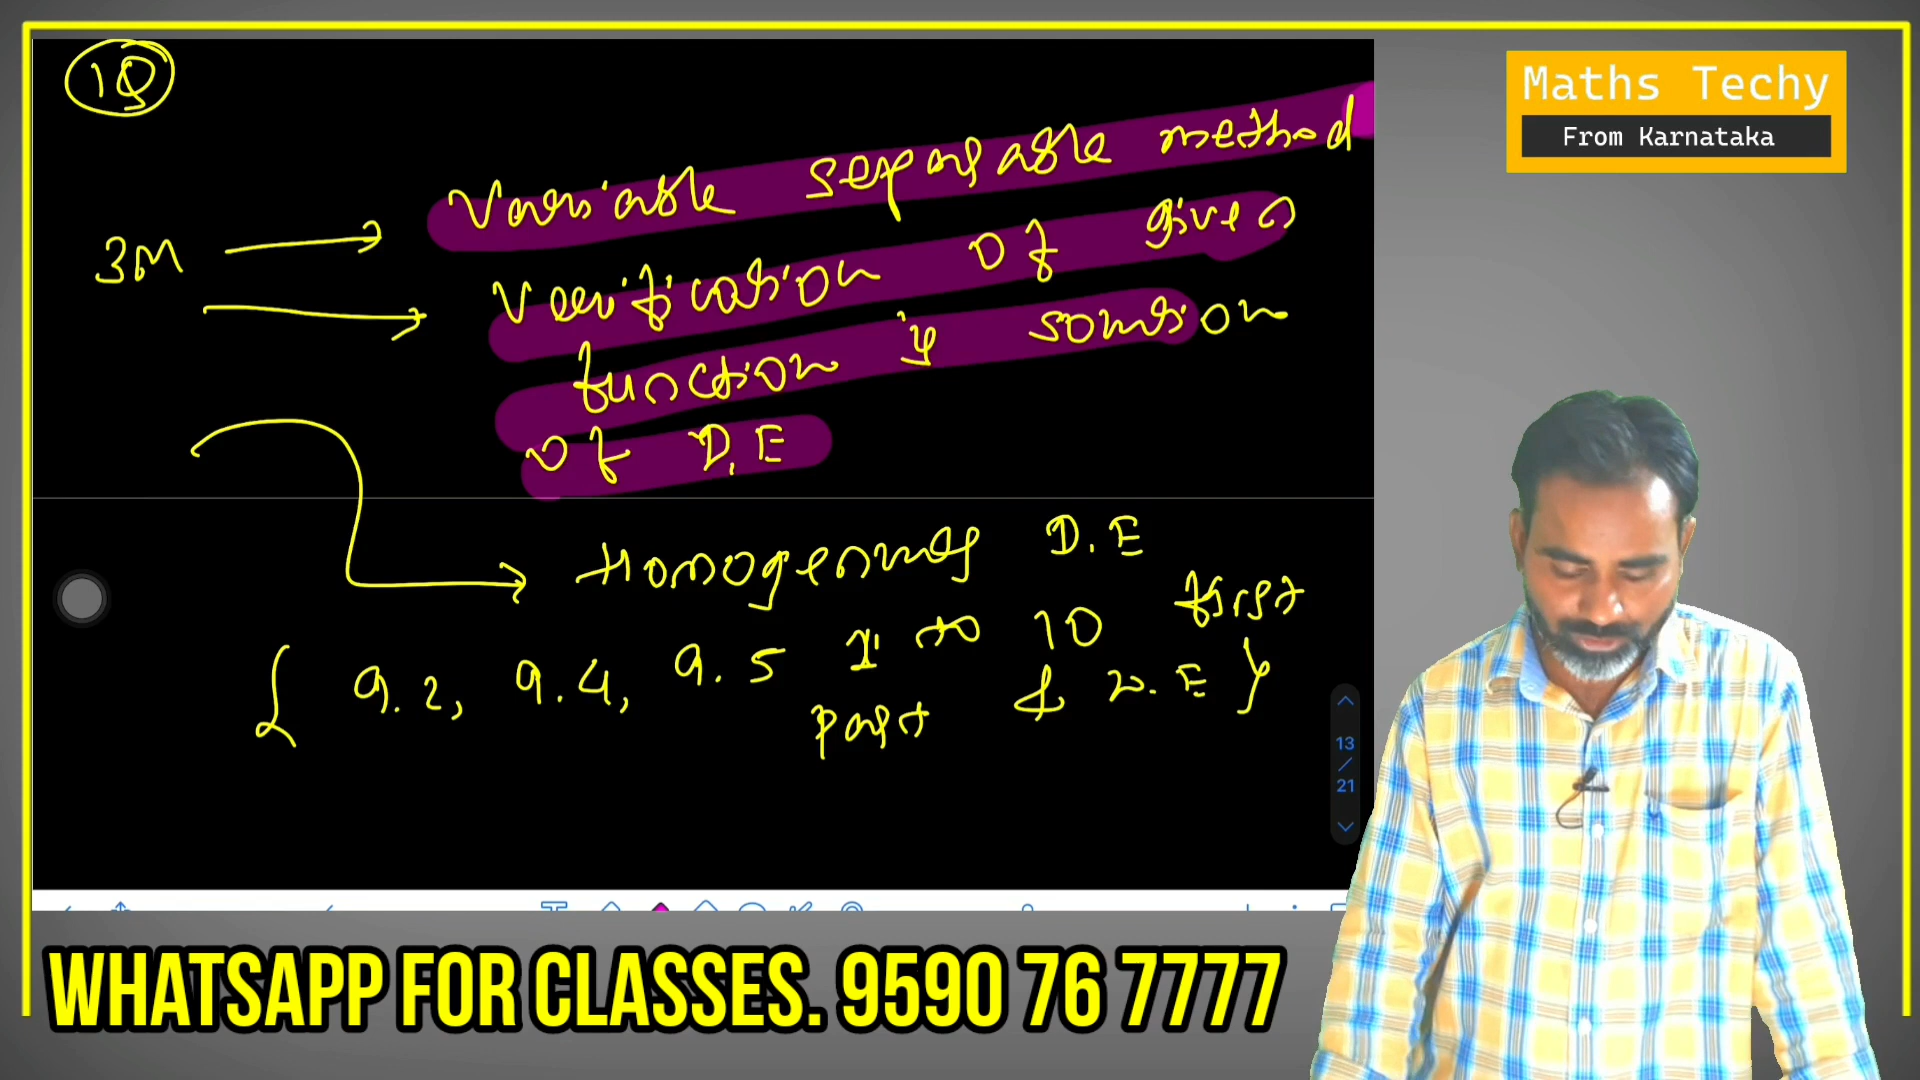 1Q
Variable separable method
3M
Verification of given
function is solution
of D.E
Homogeneous D.E
{ 9.2, 9.4, 9.5 I to 10 first
part & D.E }
Maths Techy
From Karnataka
13
/
21
WHATSAPP FOR CLASSES. 9590 76 7777